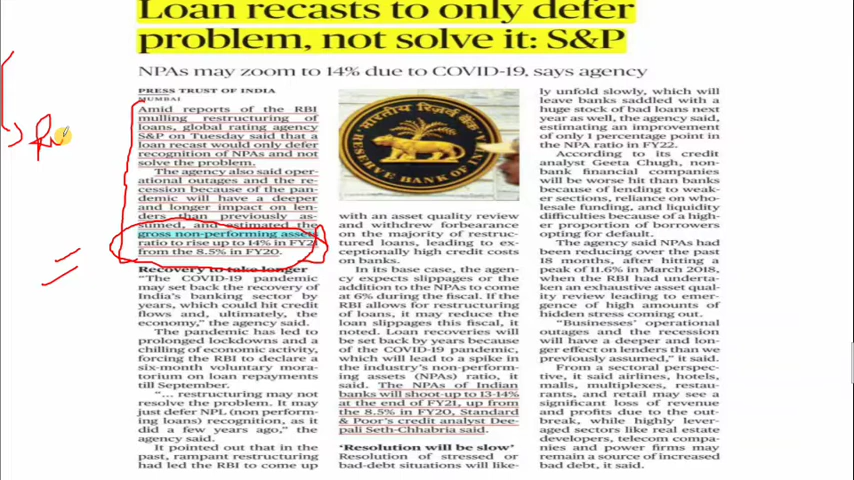 Loan recasts to only defer
problem, not solve it: S&P
NPAs may zoom to 14% due to COVID-19, says agency
PRESS TRUST OF INDIA
MUMBAI
Amid reports of the RBI
mulling restructuring of
loans, global rating agency
S&P on Tuesday said that a
loan recast would only defer
recognition of NPAs and not
solve the problem.
The agency also said oper-
ational outages and the re-
cession because of the pan-
demic will have a deeper
and longer impact on len-
ders than previously as-
sumed, and estimated the
gross non-performing asset
ratio to rise up to 14% in FY21
from the 8.5% in FY20.
Recovery to take longer
“The COVID-19 pandemic
may set back the recovery of
India’s banking sector by
years, which could hit credit
flows and, ultimately, the
economy,” the agency said.
The pandemic has led to
prolonged lockdowns and a
chilling of economic activity,
forcing the RBI to declare a
six-month voluntary mora-
torium on loan repayments
till September.
“... restructuring may not
resolve the problem. It may
just defer NPL (non perform-
ing loans) recognition, as it
did a few years ago,” the
agency said.
It pointed out that in the
past, rampant restructuring
had led the RBI to come up
भारतीय रिज़र्व बैंक
RESERVE BANK OF INDIA
with an asset quality review
and withdrew forbearance
on the majority of restruc-
tured loans, leading to ex-
ceptionally high credit costs
on banks.
In its base case, the agency
expects slippages or the
addition to the NPAs to come
at 6% during the fiscal. If the
RBI allows for restructuring
of loans, it may reduce the
loan slippages this fiscal, it
noted. Loan recoveries will
be set back by years because
of the COVID-19 pandemic,
which will lead to a spike in
the industry’s non-perform-
ing assets (NPAs) ratio, it
said. The NPAs of Indian
banks will shoot-up to 13-14%
at the end of FY21, up from
the 8.5% in FY20, Standard
& Poor’s credit analyst Dee-
pali Seth-Chhabria said.
‘Resolution will be slow’
Resolution of stressed or
bad-debt situations will like-
ly unfold slowly, which will
leave banks saddled with a
huge stock of bad loans next
year as well, the agency said,
estimating an improvement
of only 1 percentage point in
the NPA ratio in FY22.
According to its credit
analyst Geeta Chugh, non-
bank financial companies
will be worse hit than banks
because of lending to weak-
er sections, reliance on who-
lesale funding, and liquidity
difficulties because of a high-
er proportion of borrowers
opting for default.
The agency said NPAs had
been reducing over the past
18 months, after hitting a
peak of 11.6% in March 2018,
when the RBI had undertak-
en an exhaustive asset quali-
ty review leading to emer-
gence of high amounts of
hidden stress coming out.
“Businesses’ operational
outages and the recession
will have a deeper and lon-
ger effect on lenders than we
previously assumed,” it said.
From a sectoral perspec-
tive, it said airlines, hotels,
malls, multiplexes, restau-
rants, and retail may see a
significant loss of revenue
and profits due to the out-
break, while highly lever-
aged sectors like real estate
developers, telecom compa-
nies and power firms may
remain a source of increased
bad debt, it said.